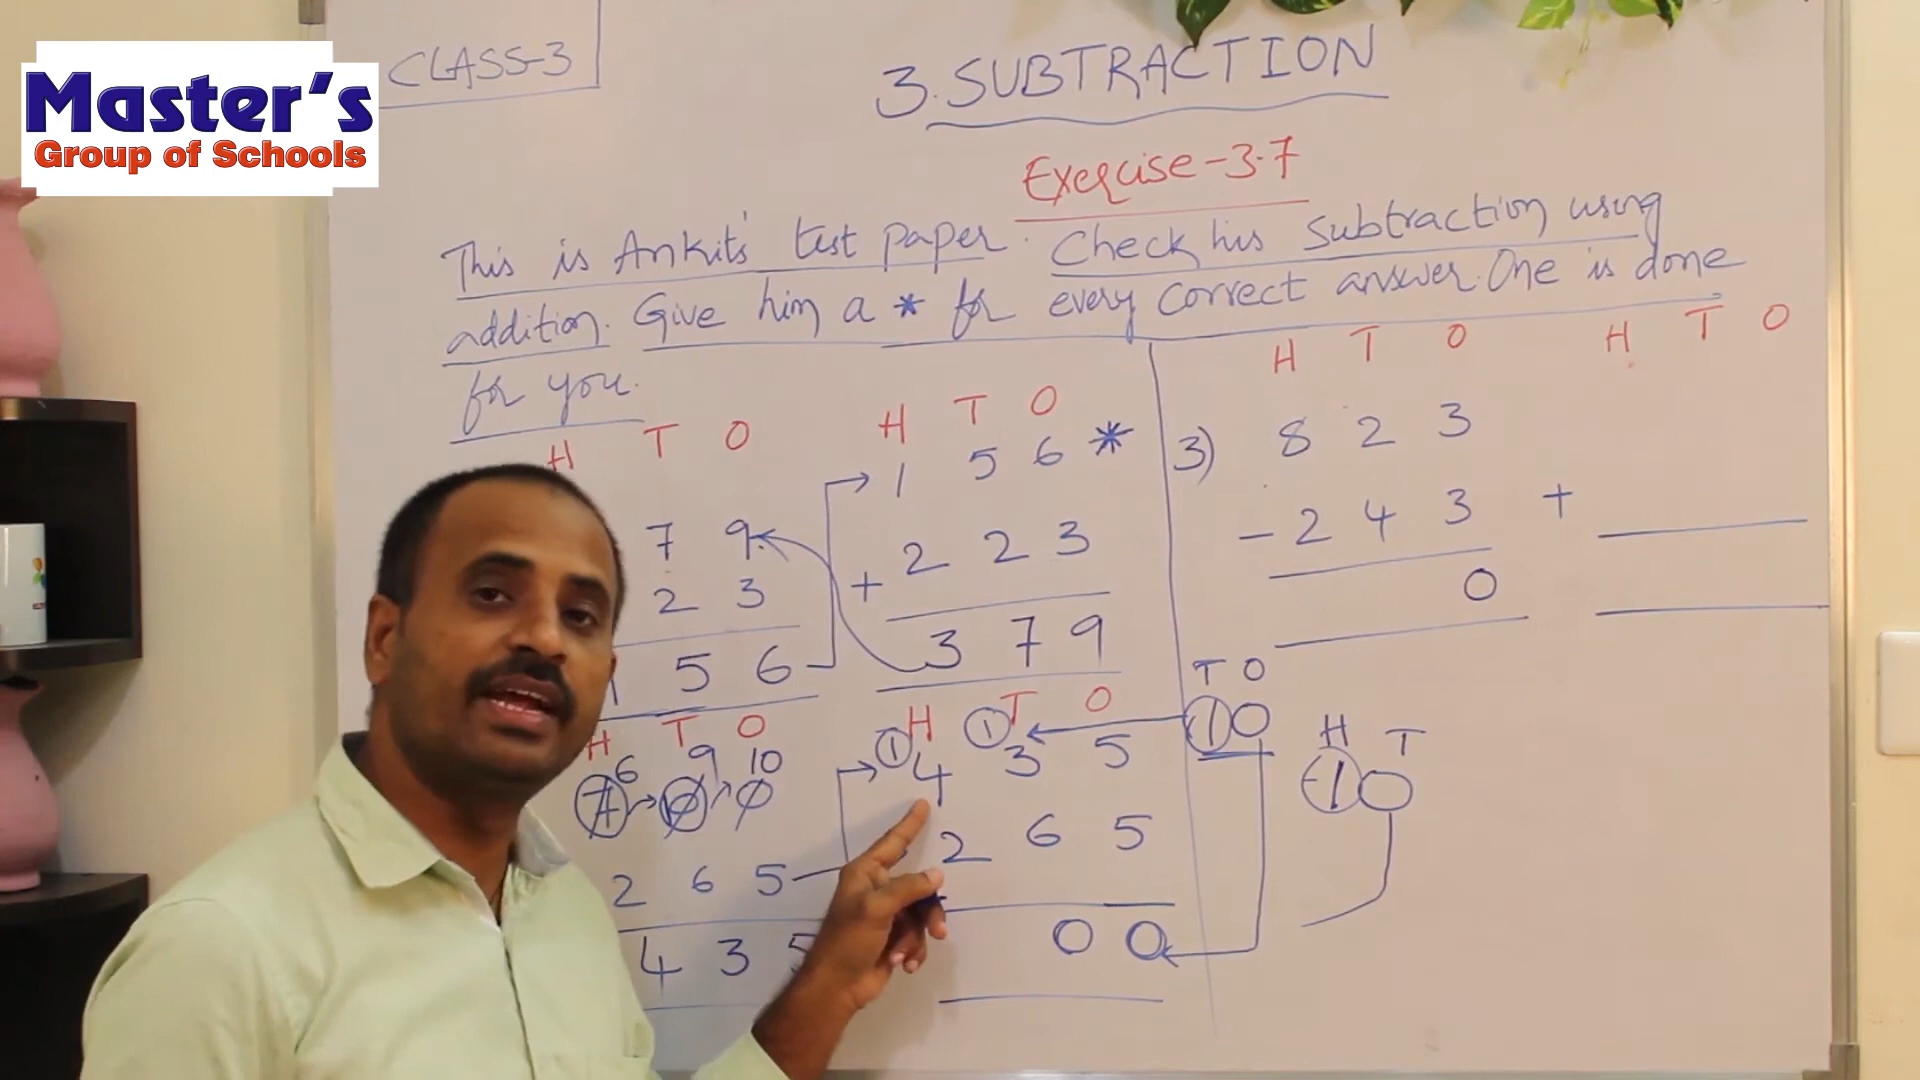 Master's
Group of Schools
CLASS-3
3. SUBTRACTION
Exercise-3.7
This is Ankit's test paper. Check his subtraction using
addition. Give him a * for every correct answer. One is done
for you.
H T O
7 9
2 3
1 5 6
H T O
1 5 6 *
+ 2 2 3
3 7 9
H T O
3) 8 2 3
- 2 4 3
0
H T O
+
H T O
6 9 10
7 10 0
2 6 5
4 3 5
H T O
1 1
4 3 5
2 6 5
0 0
T O
1 0
H T
1 0